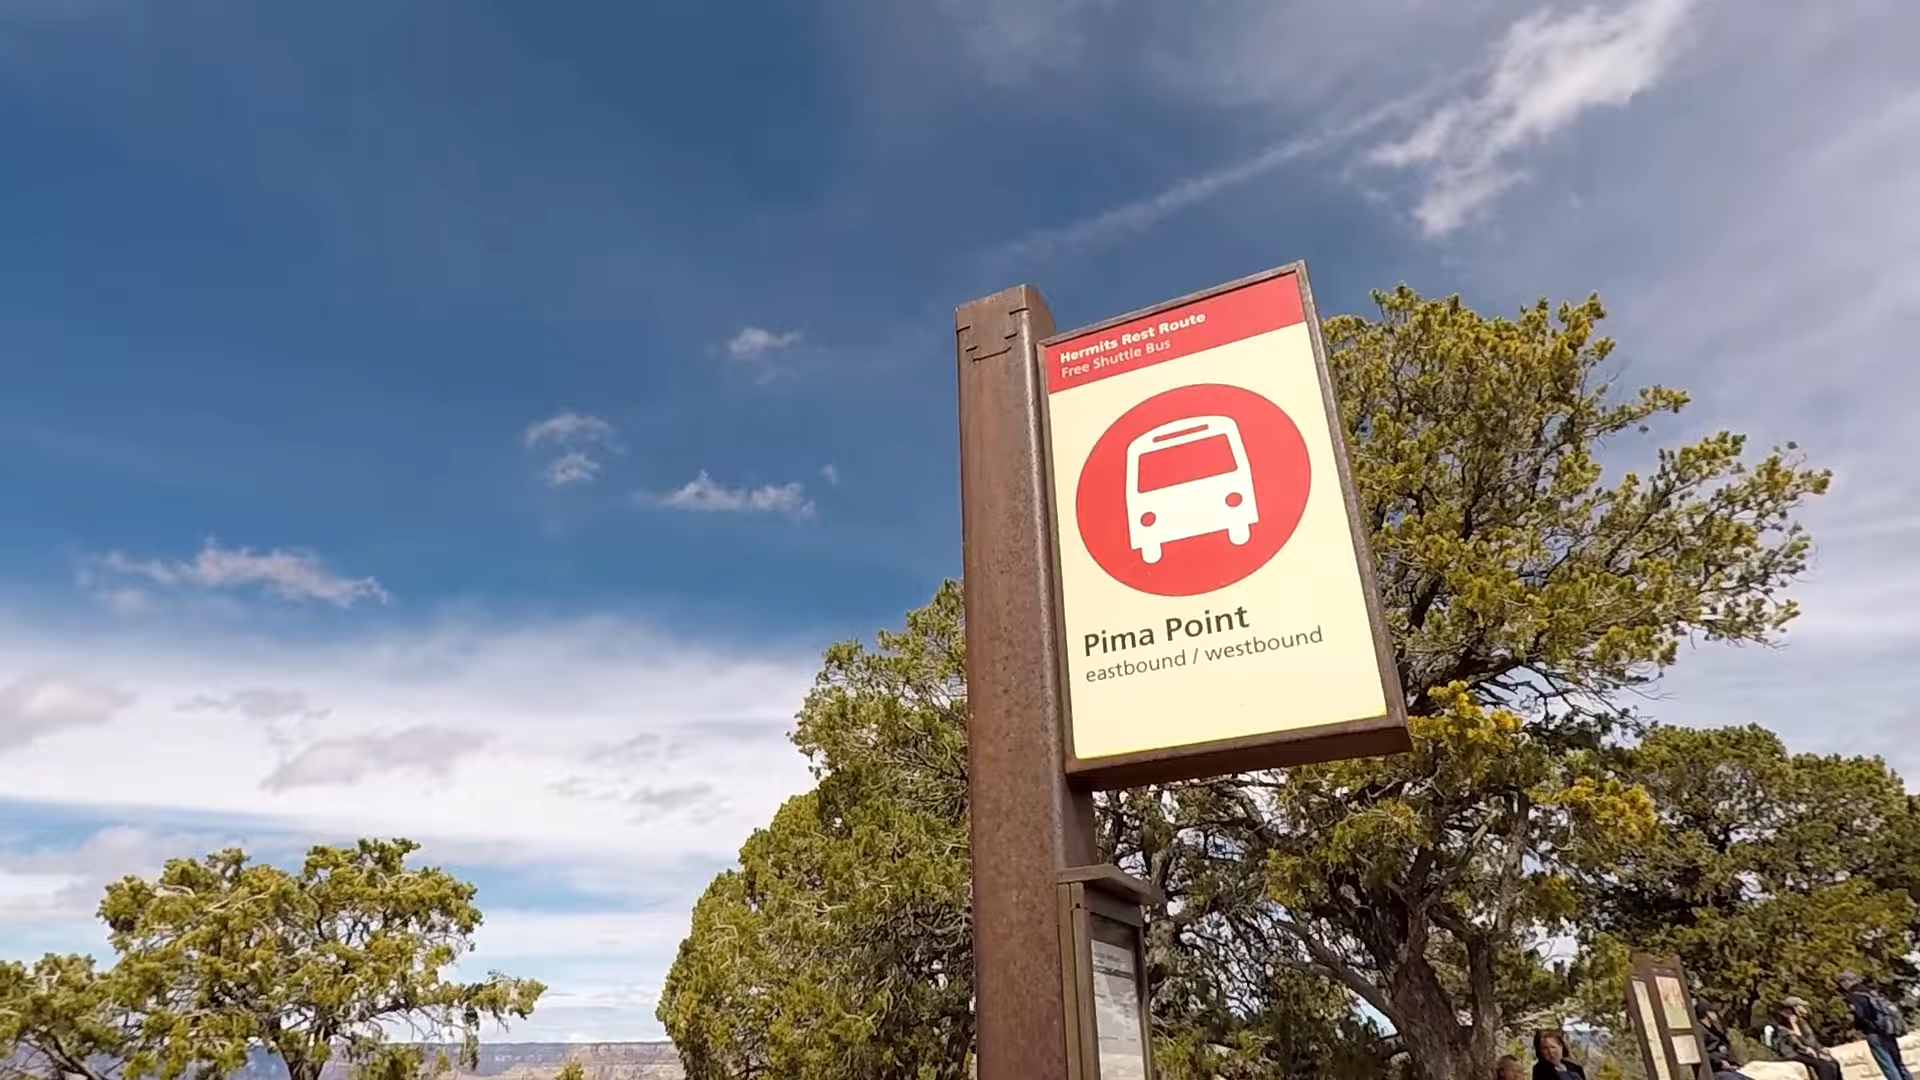 Hermits Rest Route
Free Shuttle Bus
Pima Point
eastbound / westbound